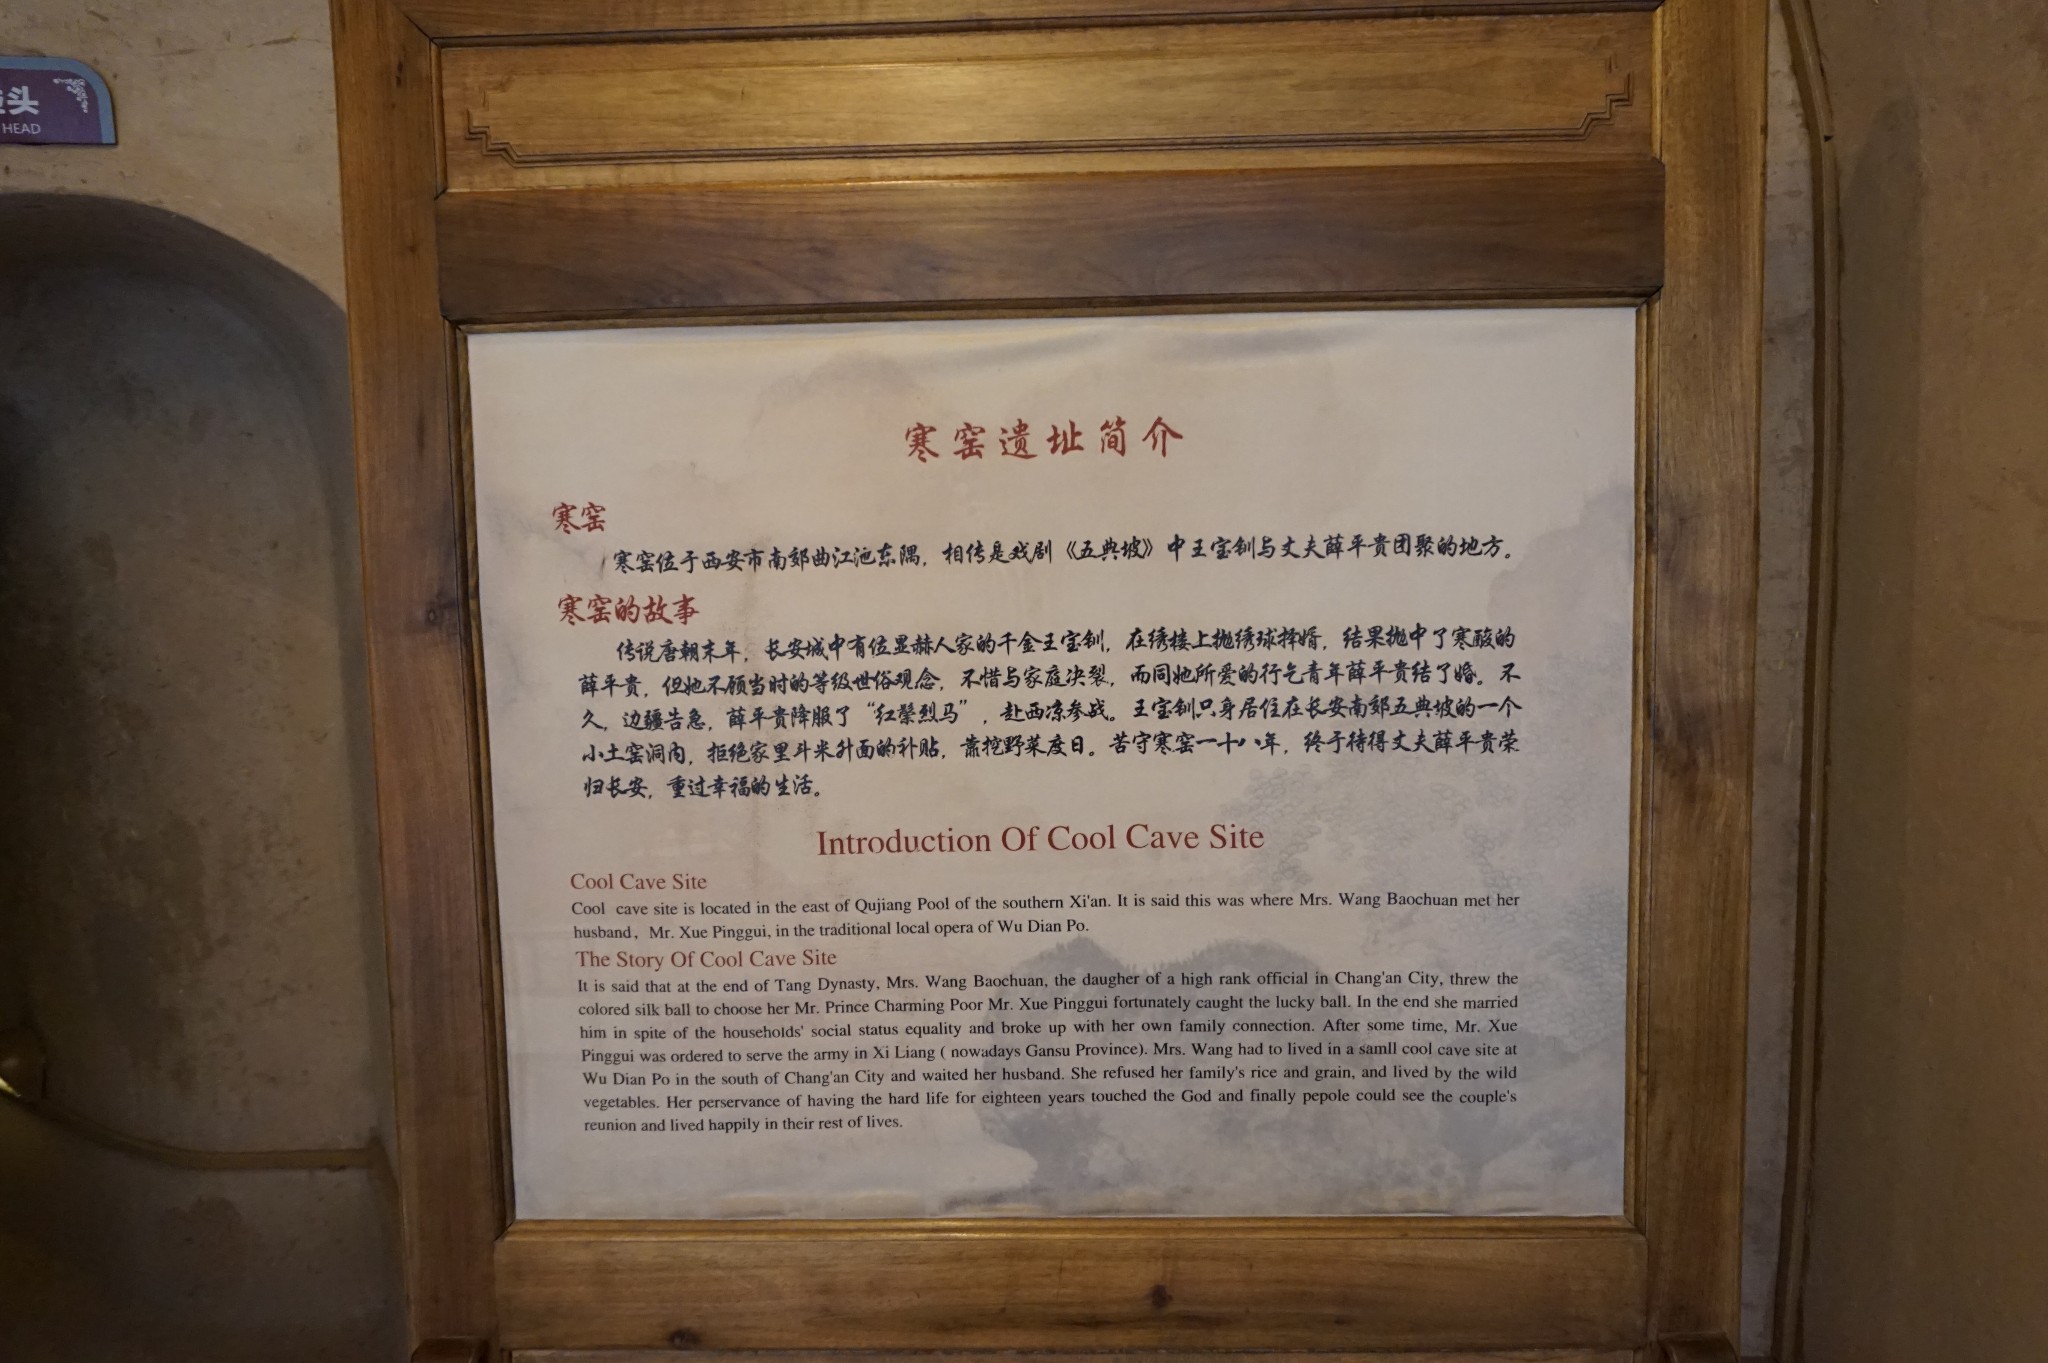 头
HEAD
寒窑遗址简介
寒窑
寒窑位于西安市南郊曲江池东隅，相传是戏剧《五典坡》中王宝钏与丈夫薛平贵团聚的地方。
寒窑的故事
传说唐朝末年，长安城中有位显赫人家的千金王宝钏，在绣楼上抛绣球择婿，结果抛中了寒酸的
薛平贵，但她不顾当时的等级世俗观念，不惜与家庭决裂，而同她所爱的行乞青年薛平贵结了婚。不
久，边疆告急，薛平贵降服了“红鬃烈马”，赴西凉参战。王宝钏只身居住在长安南郊五典坡的一个
小土窑洞内，拒绝家里斗米升面的补贴，靠挖野菜度日。苦守寒窑一十八年，终于待得丈夫薛平贵荣
归长安，重过幸福的生活。
Introduction Of Cool Cave Site
Cool Cave Site
Cool cave site is located in the east of Qujiang Pool of the southern Xi'an. It is said this was where Mrs. Wang Baochuan met her
husband，Mr. Xue Pinggui, in the traditional local opera of Wu Dian Po.
The Story Of Cool Cave Site
It is said that at the end of Tang Dynasty, Mrs. Wang Baochuan, the daugher of a high rank official in Chang'an City, threw the
colored silk ball to choose her Mr. Prince Charming Poor Mr. Xue Pinggui fortunately caught the lucky ball. In the end she married
him in spite of the households' social status equality and broke up with her own family connection. After some time, Mr. Xue
Pinggui was ordered to serve the army in Xi Liang ( nowadays Gansu Province). Mrs. Wang had to lived in a samll cool cave site at
Wu Dian Po in the south of Chang'an City and waited her husband. She refused her family's rice and grain, and lived by the wild
vegetables. Her perservance of having the hard life for eighteen years touched the God and finally pepole could see the couple's
reunion and lived happily in their rest of lives.